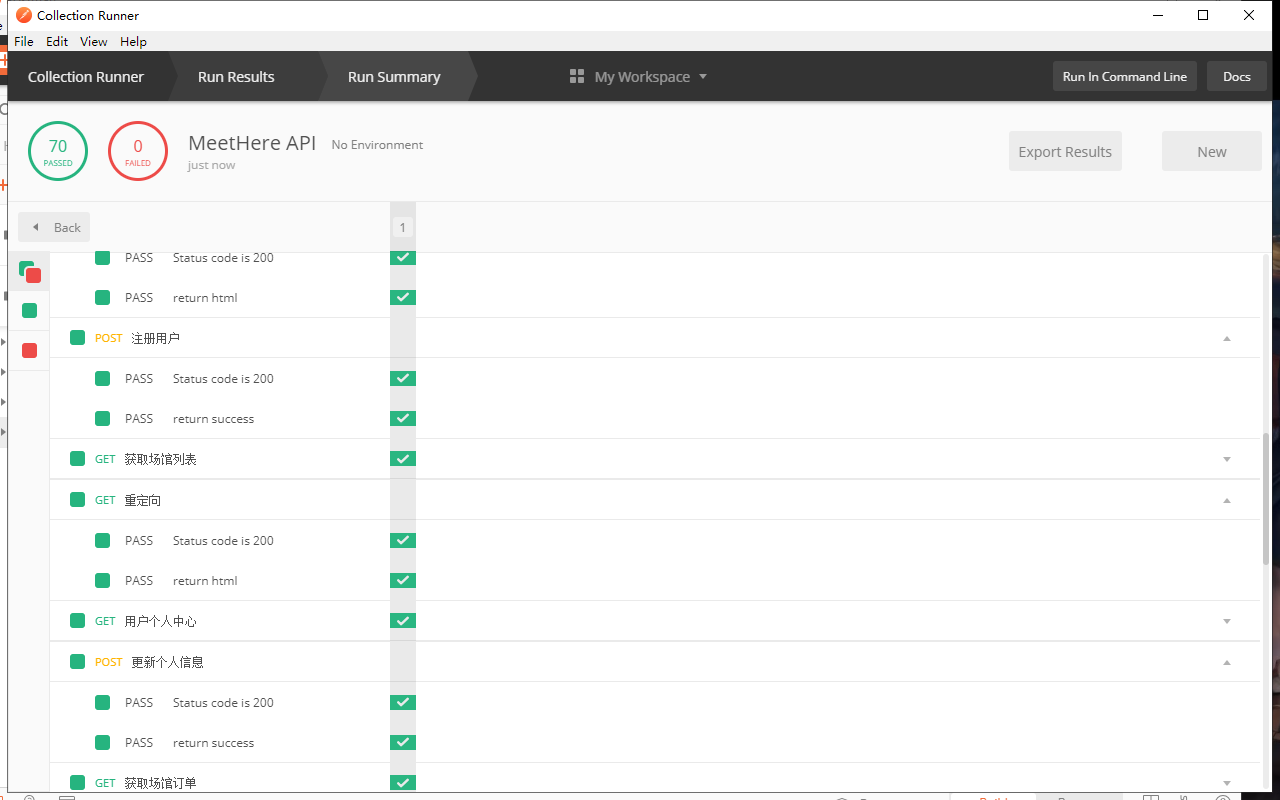 Collection Runner
File Edit View Help
Collection Runner Run Results Run Summary My Workspace Run In Command Line Docs
70 PASSED 0 FAILED MeetHere API No Environment
just now
Export Results New
Back 1
PASS Status code is 200
PASS return html
POST 注册用户
PASS Status code is 200
PASS return success
GET 获取场馆列表
GET 重定向
PASS Status code is 200
PASS return html
GET 用户个人中心
POST 更新个人信息
PASS Status code is 200
PASS return success
GET 获取场馆订单